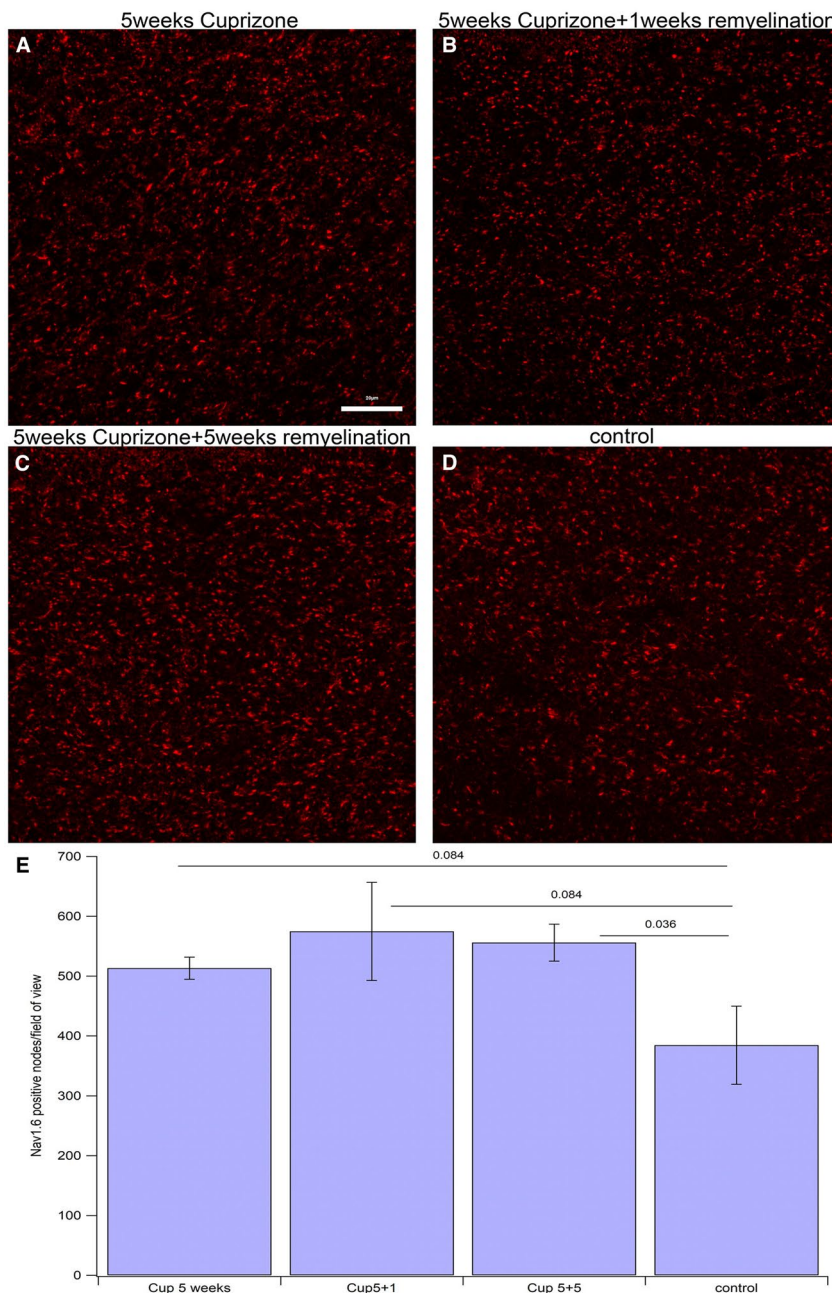 5weeks Cuprizone
5weeks Cuprizone+1weeks remyelination
A
B
20µm
5weeks Cuprizone+5weeks remyelination
control
C
D
E
700
600
500
400
300
200
100
0
Nav1.6 positive nodes/field of view
0.084
0.084
0.036
Cup 5 weeks
Cup5+1
Cup 5+5
control